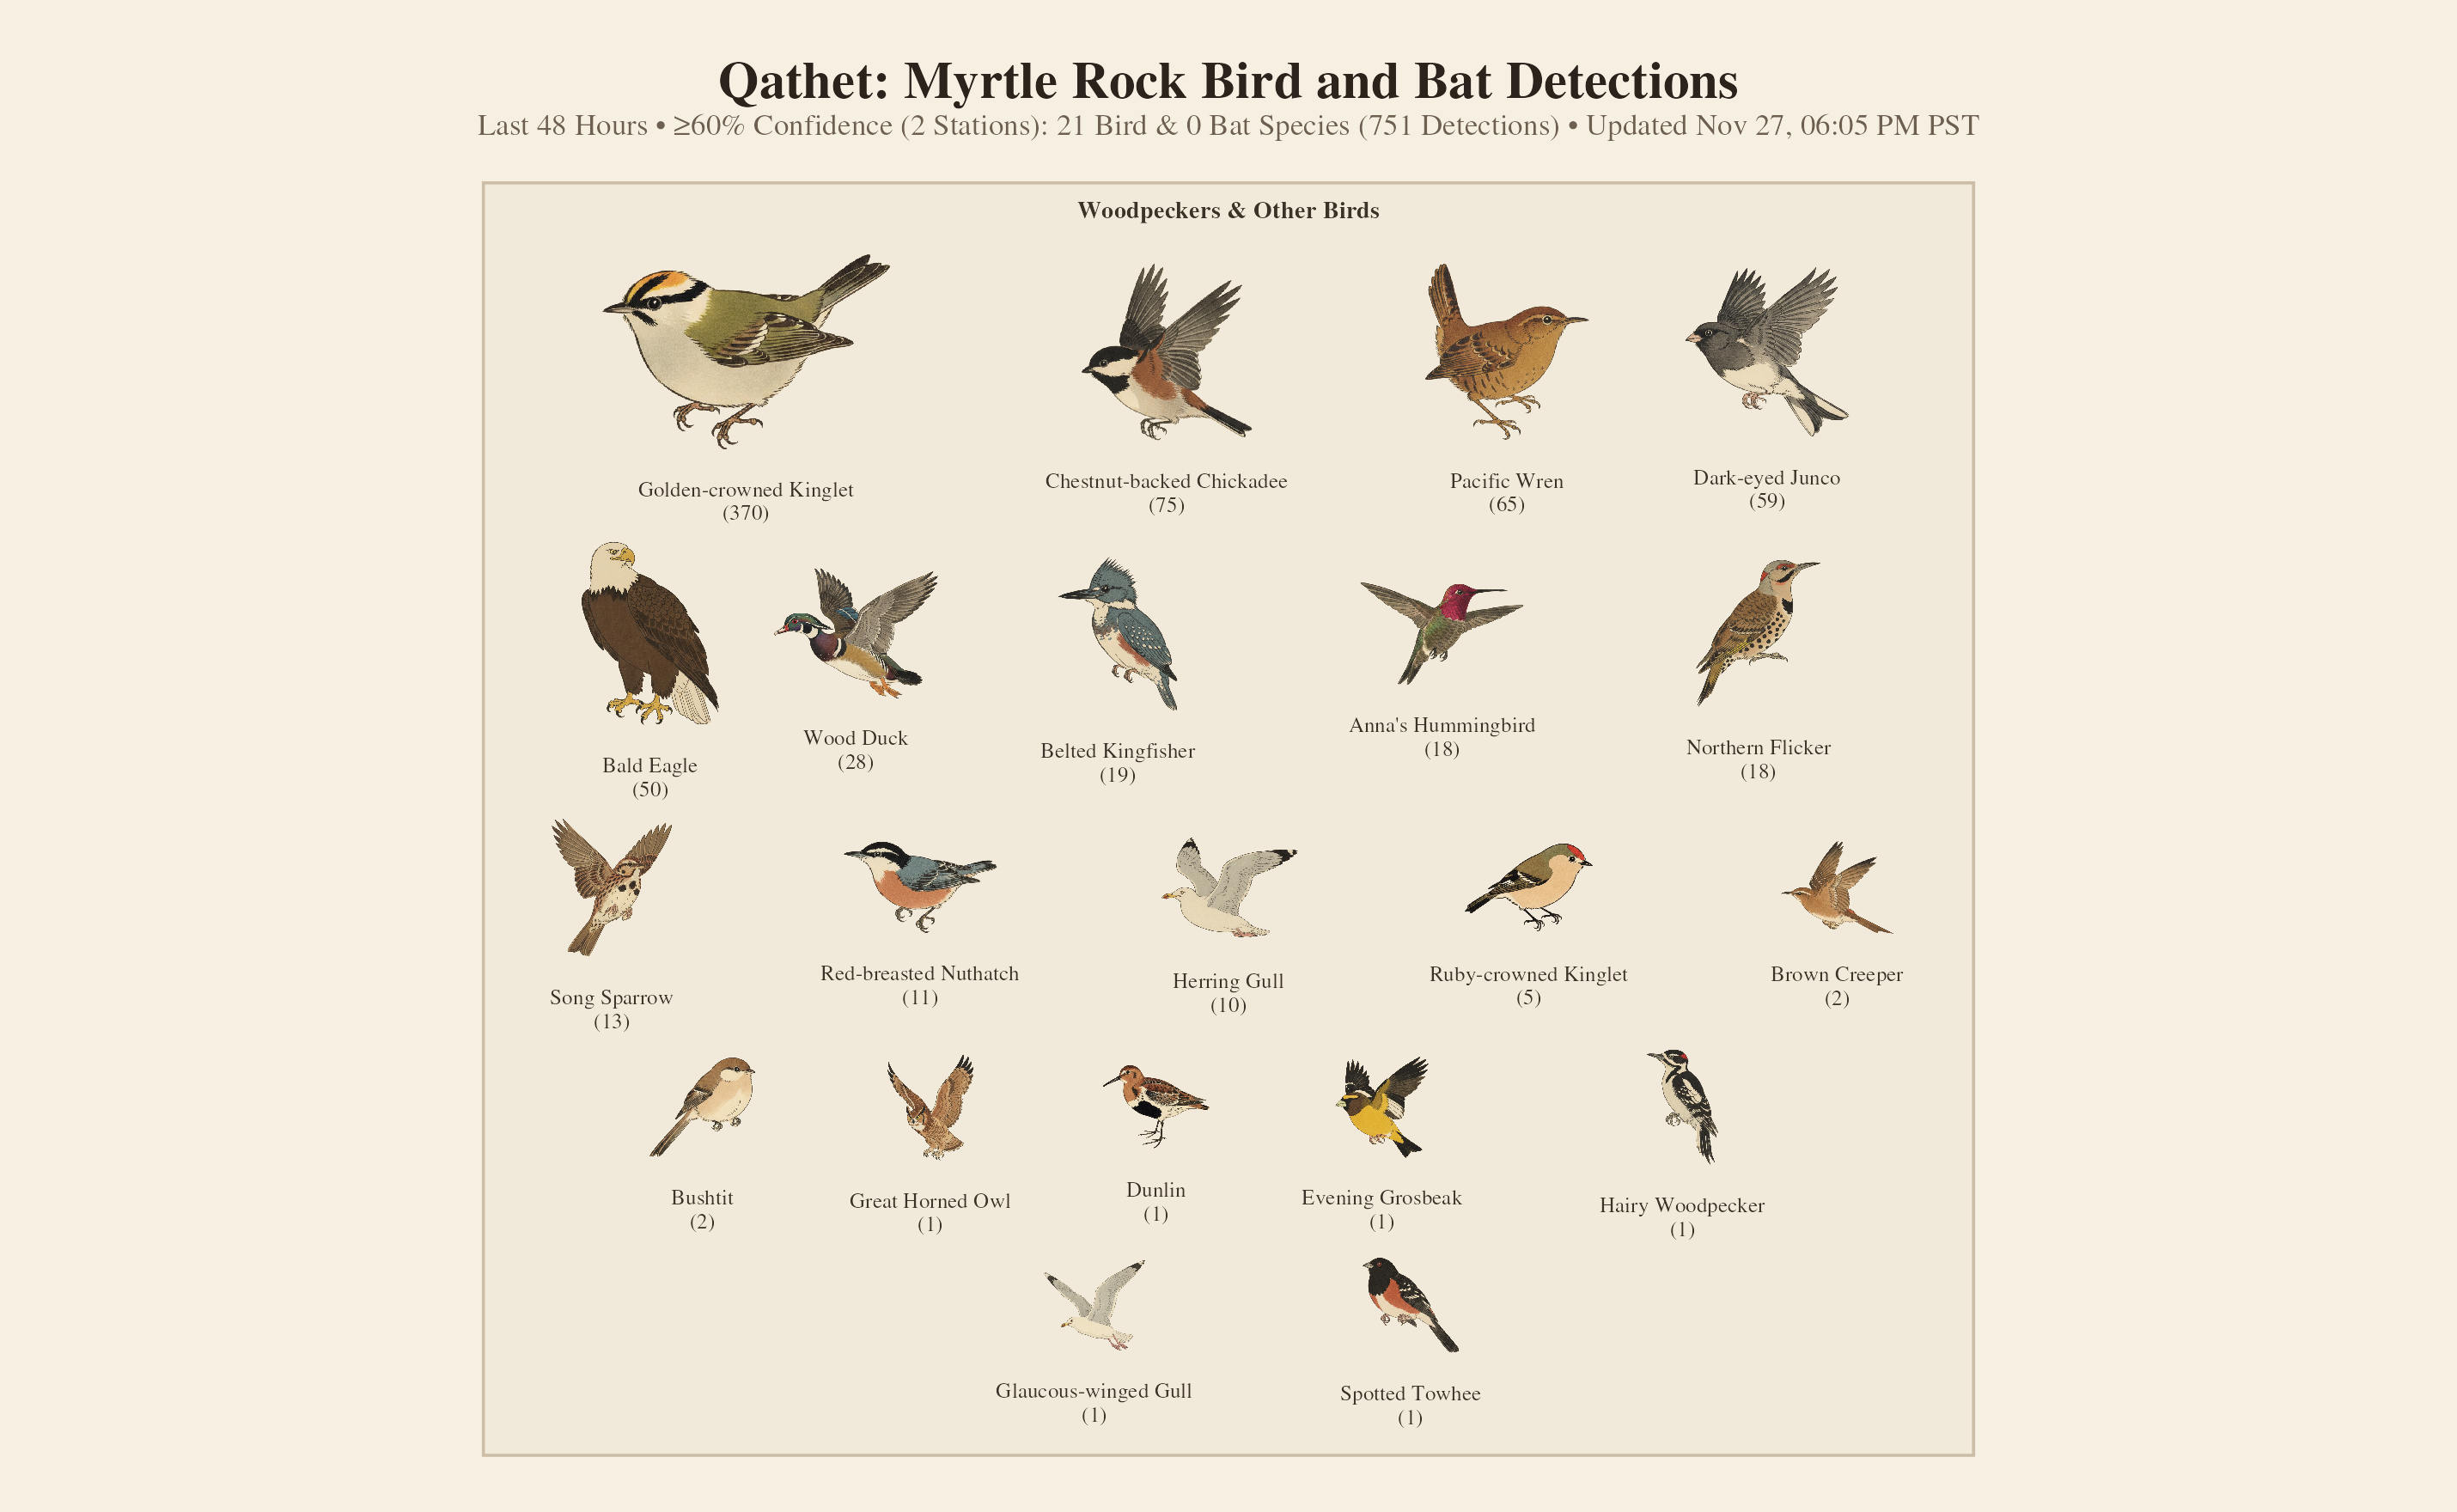 Qathet: Myrtle Rock Bird and Bat Detections
Last 48 Hours • ≥60% Confidence (2 Stations): 21 Bird & 0 Bat Species (751 Detections) • Updated Nov 27, 06:05 PM PST
Woodpeckers & Other Birds
Golden-crowned Kinglet
(370)
Chestnut-backed Chickadee
(75)
Pacific Wren
(65)
Dark-eyed Junco
(59)
Bald Eagle
(50)
Wood Duck
(28)
Belted Kingfisher
(19)
Anna's Hummingbird
(18)
Northern Flicker
(18)
Song Sparrow
(13)
Red-breasted Nuthatch
(11)
Herring Gull
(10)
Ruby-crowned Kinglet
(5)
Brown Creeper
(2)
Bushtit
(2)
Great Horned Owl
(1)
Dunlin
(1)
Evening Grosbeak
(1)
Hairy Woodpecker
(1)
Glaucous-winged Gull
(1)
Spotted Towhee
(1)